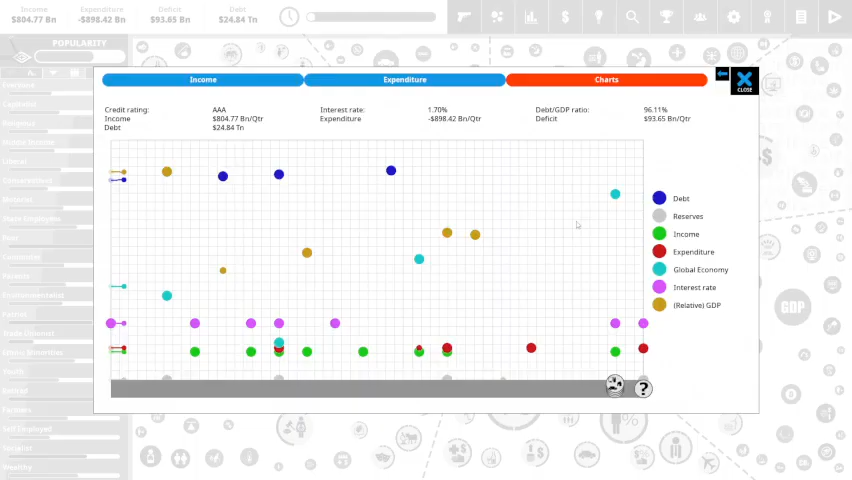 Income Expenditure Deficit Debt
$804.77 Bn -$898.42 Bn $93.65 Bn $24.84 Tn
POPULARITY
Everyone
Capitalist
Religious
Middle Income
Liberal
Conservative
Motorist
State Employees
Poor
Commuter
Parents
Environmentalist
Patriot
Trade Unionist
Ethnic Minorities
Youth
Retired
Farmers
Self Employed
Socialist
Wealthy
Income Expenditure Charts
CLOSE
Credit rating: AAA Interest rate: 1.70% Debt/GDP ratio: 96.11%
Income $804.77 Bn/Qtr Expenditure -$898.42 Bn/Qtr Deficit $93.65 Bn/Qtr
Debt $24.84 Tn
Debt
Reserves
Income
Expenditure
Global Economy
Interest rate
(Relative) GDP
?
GDP